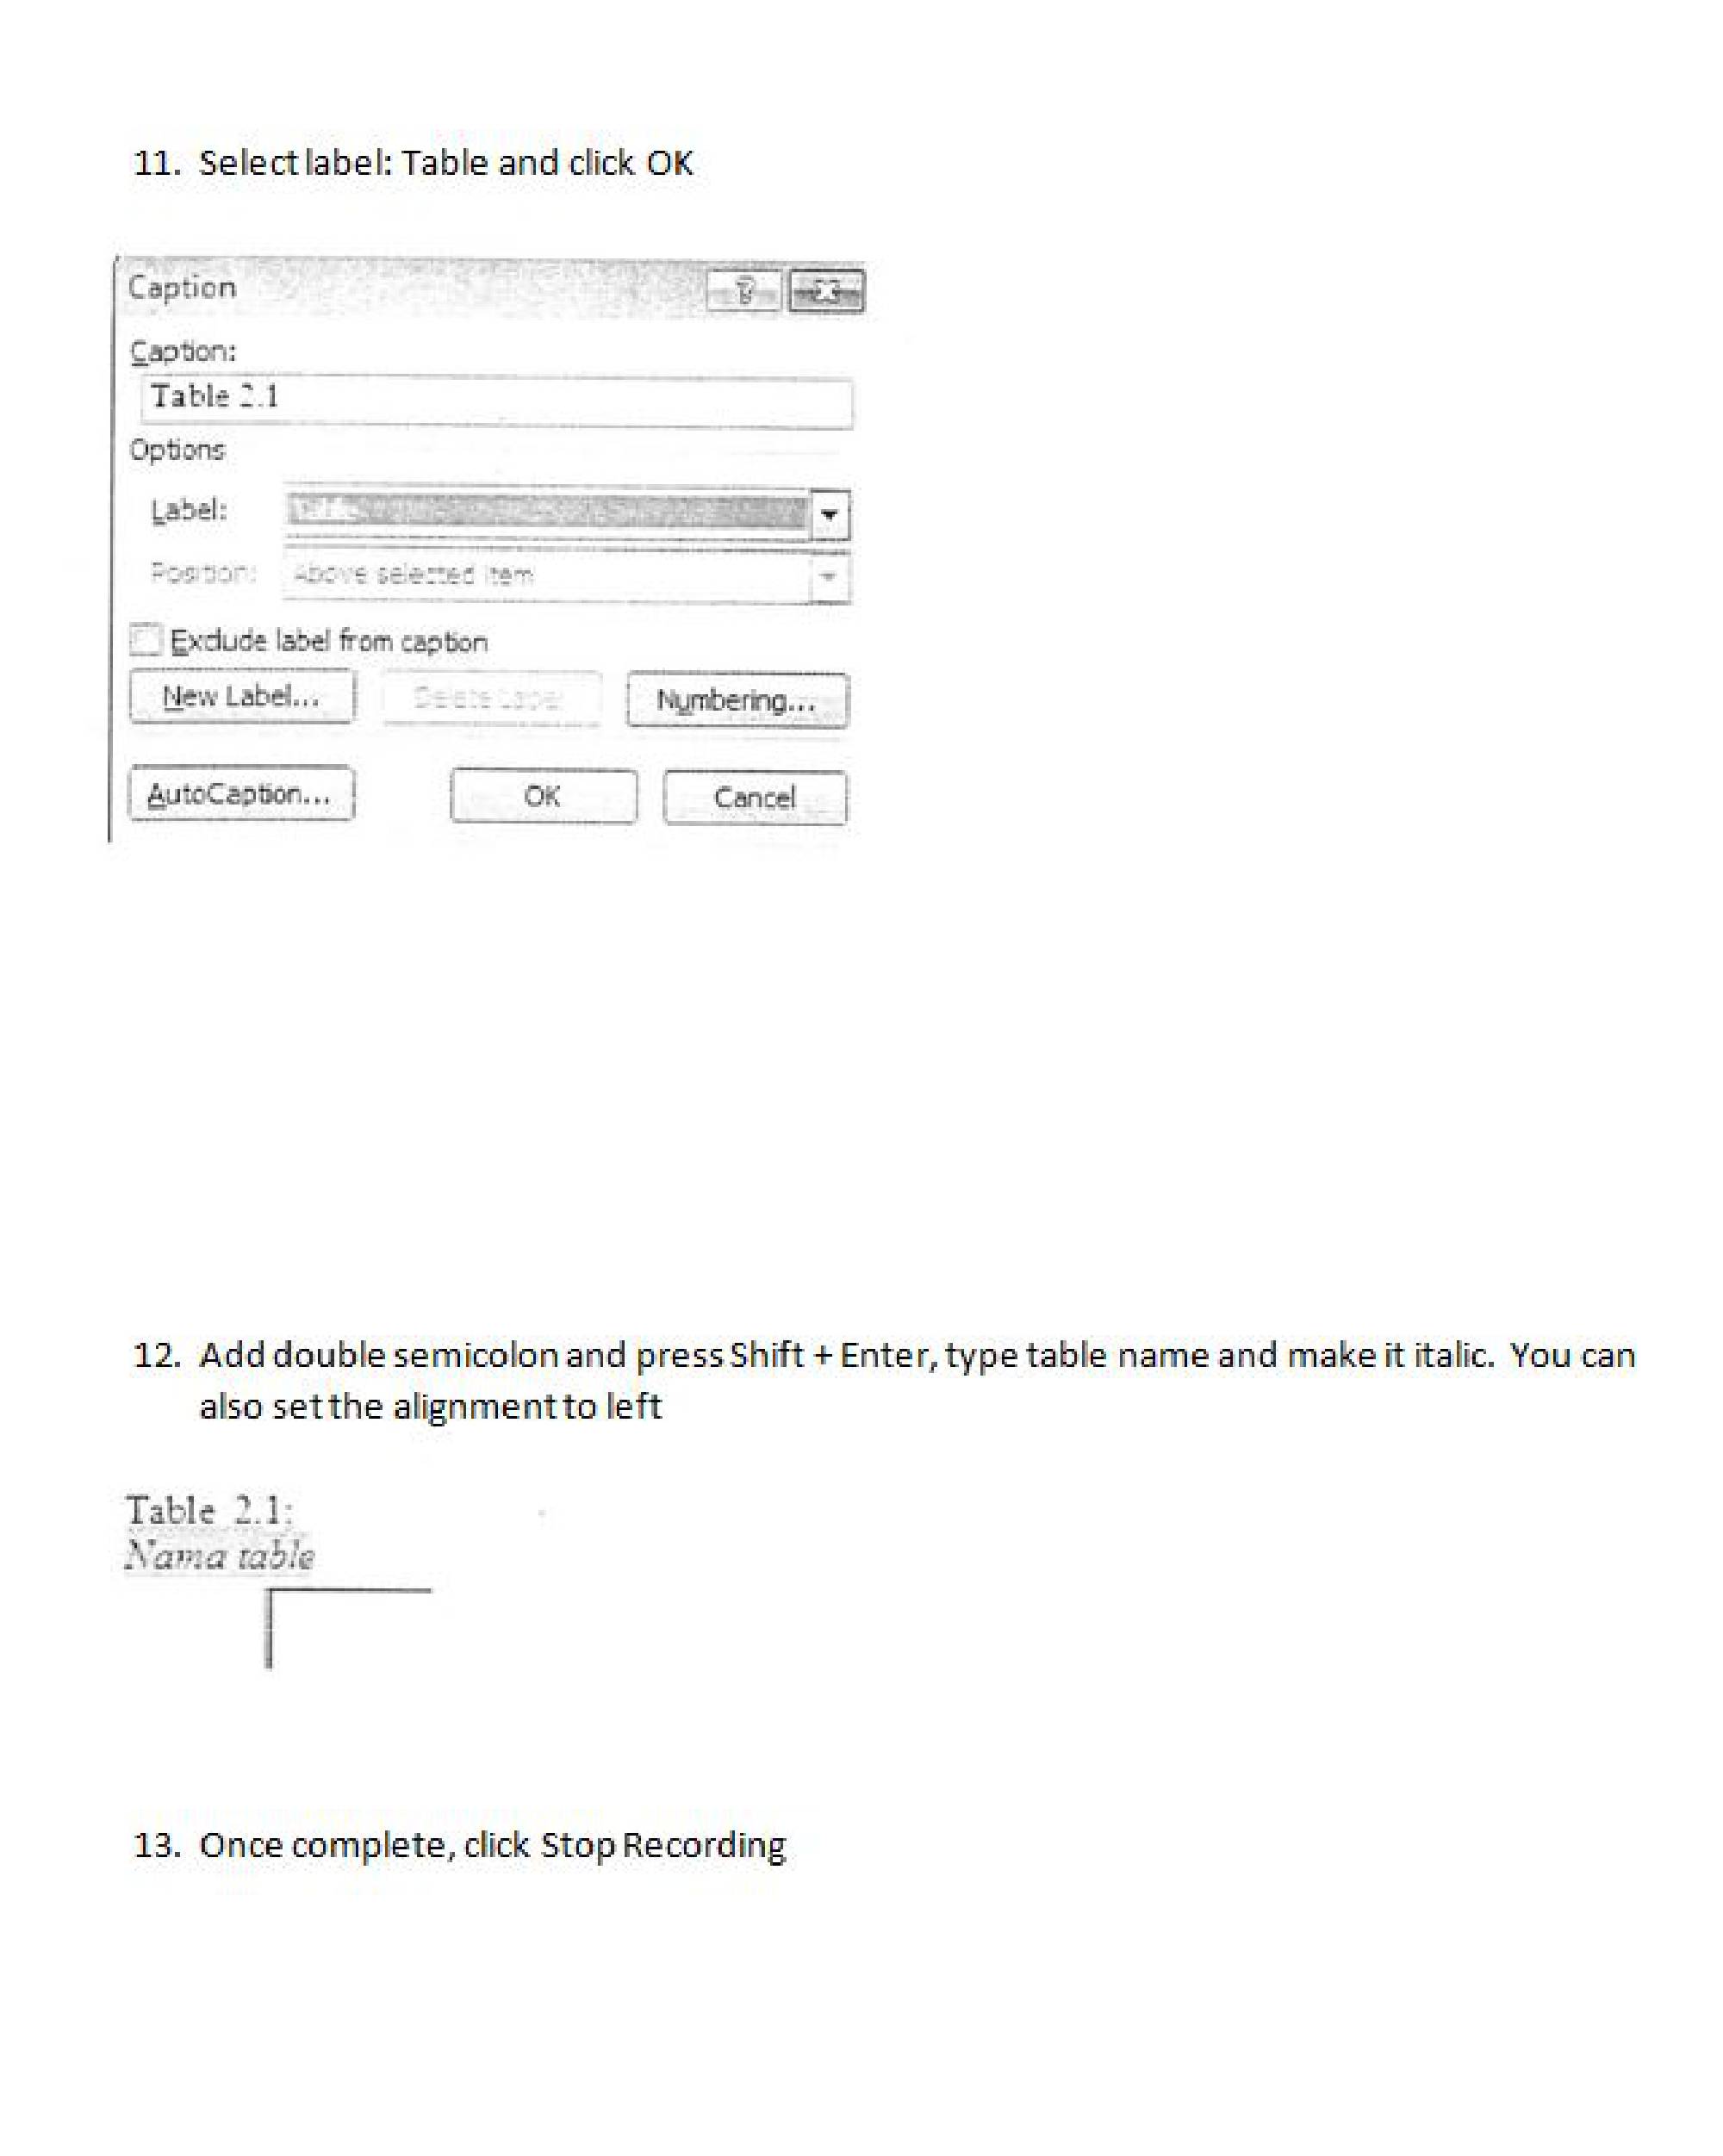 11. Select label: Table and click OK
Caption
Caption:
Table 2.1
Options
Label:
Position: Above selected item
Exclude label from caption
New Label... Delete Label Numbering...
AutoCaption... OK Cancel
12. Add double semicolon and press Shift + Enter, type table name and make it italic. You can
also set the alignment to left
Table 2.1:
Nama table
13. Once complete, click Stop Recording